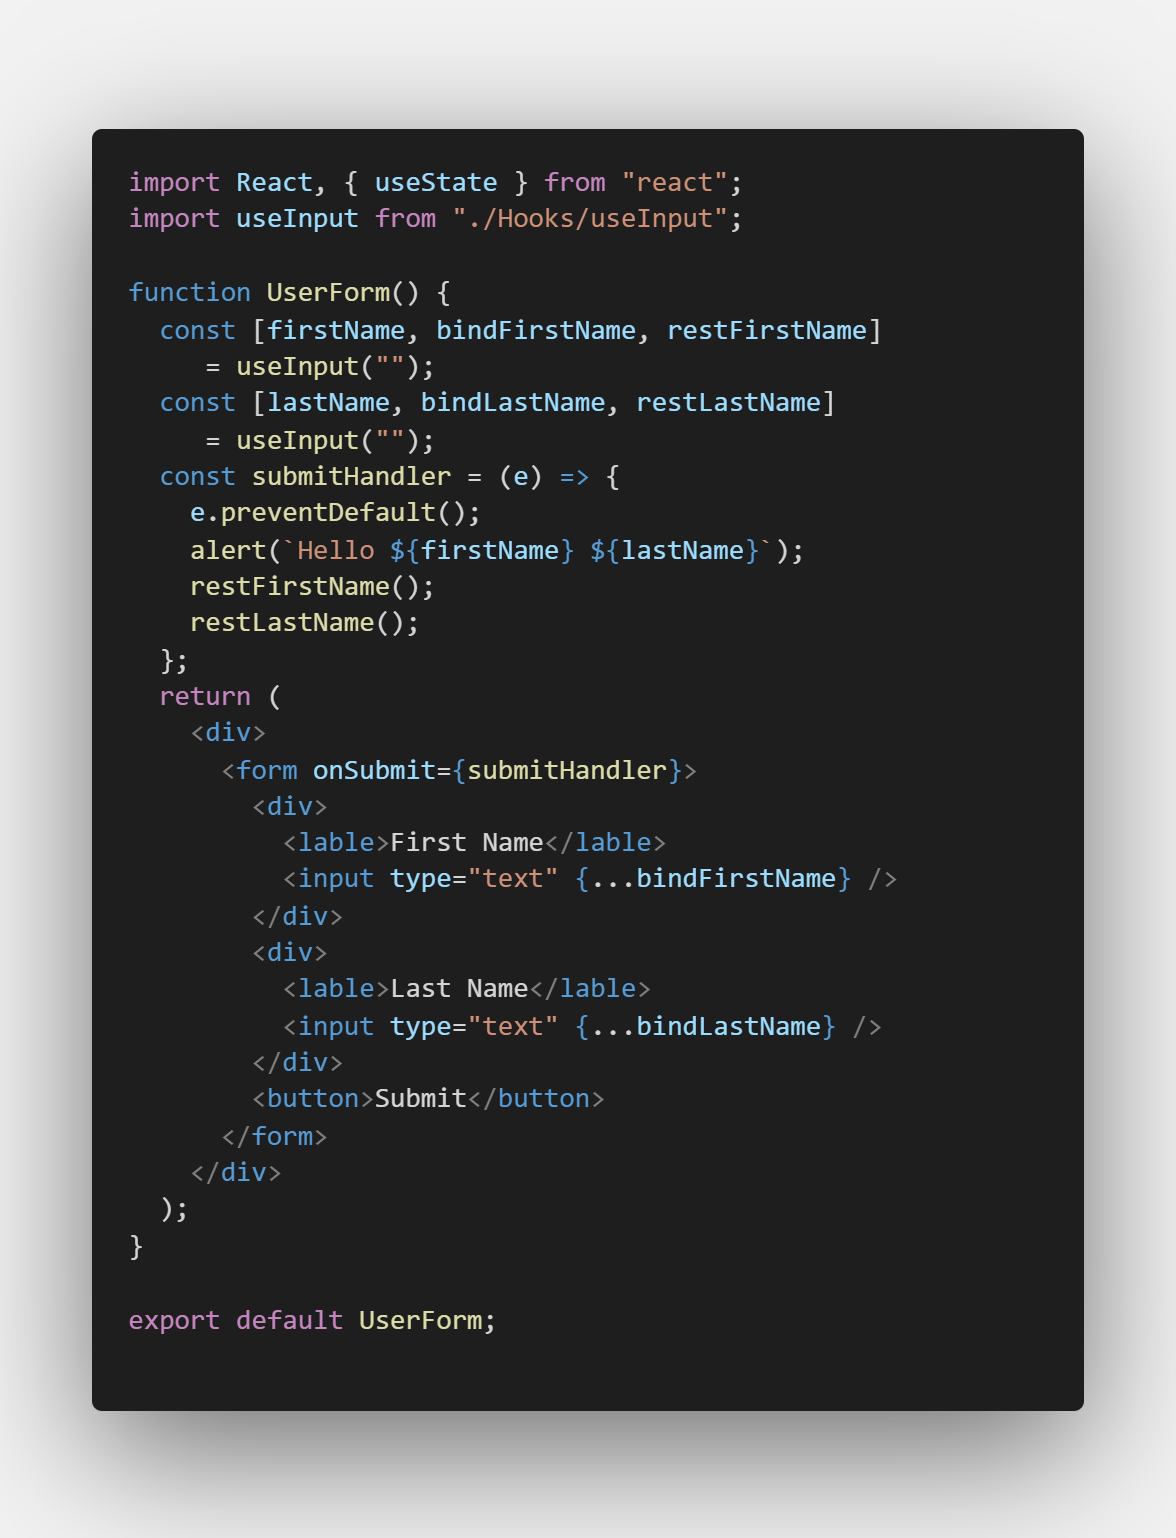 import React, { useState } from "react";
import useInput from "./Hooks/useInput";

function UserForm() {
  const [firstName, bindFirstName, restFirstName]
     = useInput("");
  const [lastName, bindLastName, restLastName]
     = useInput("");
  const submitHandler = (e) => {
    e.preventDefault();
    alert(`Hello ${firstName} ${lastName}`);
    restFirstName();
    restLastName();
  };
  return (
    <div>
      <form onSubmit={submitHandler}>
        <div>
          <lable>First Name</lable>
          <input type="text" {...bindFirstName} />
        </div>
        <div>
          <lable>Last Name</lable>
          <input type="text" {...bindLastName} />
        </div>
        <button>Submit</button>
      </form>
    </div>
  );
}

export default UserForm;